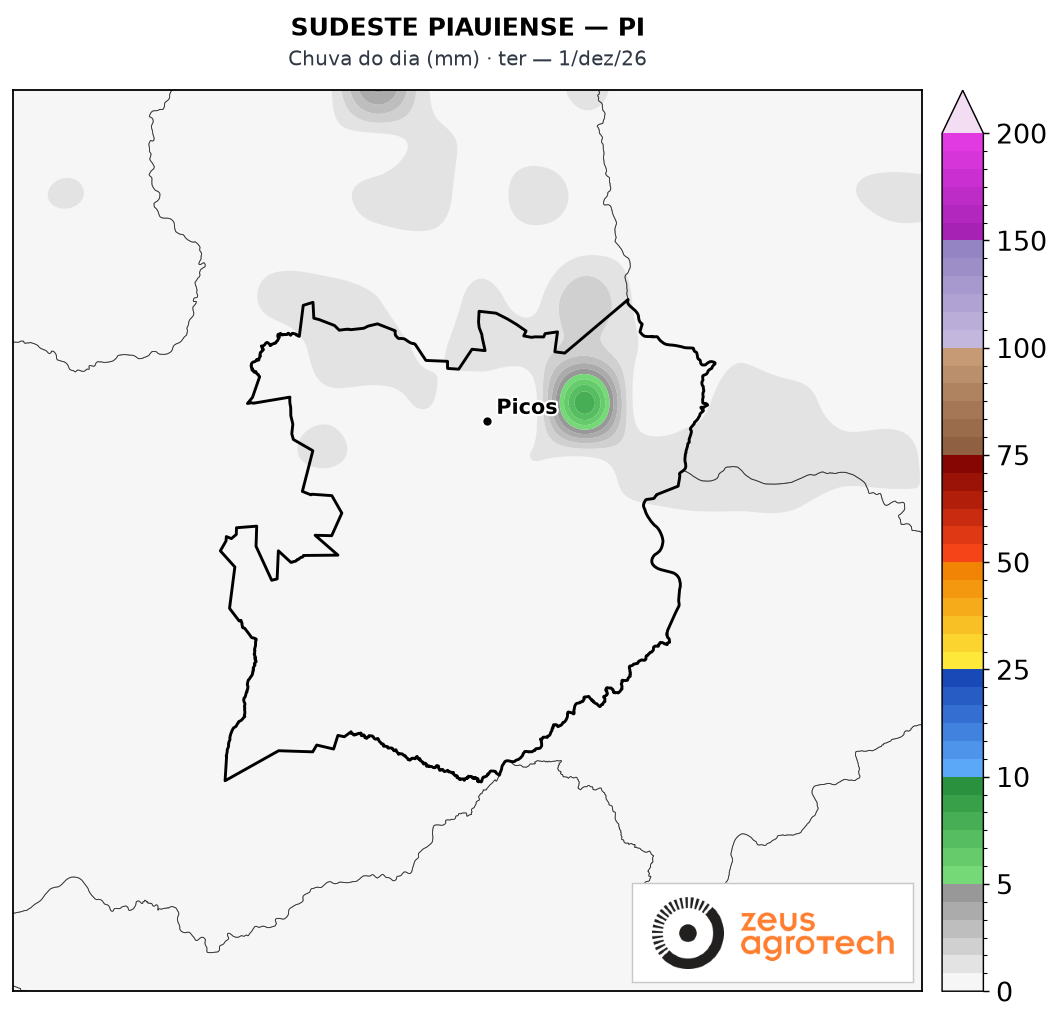 SUDESTE PIAUIENSE — PI
Chuva do dia (mm) · ter — 1/dez/26
200
150
100
75
50
25
10
5
0
Picos
zeus
agrotech